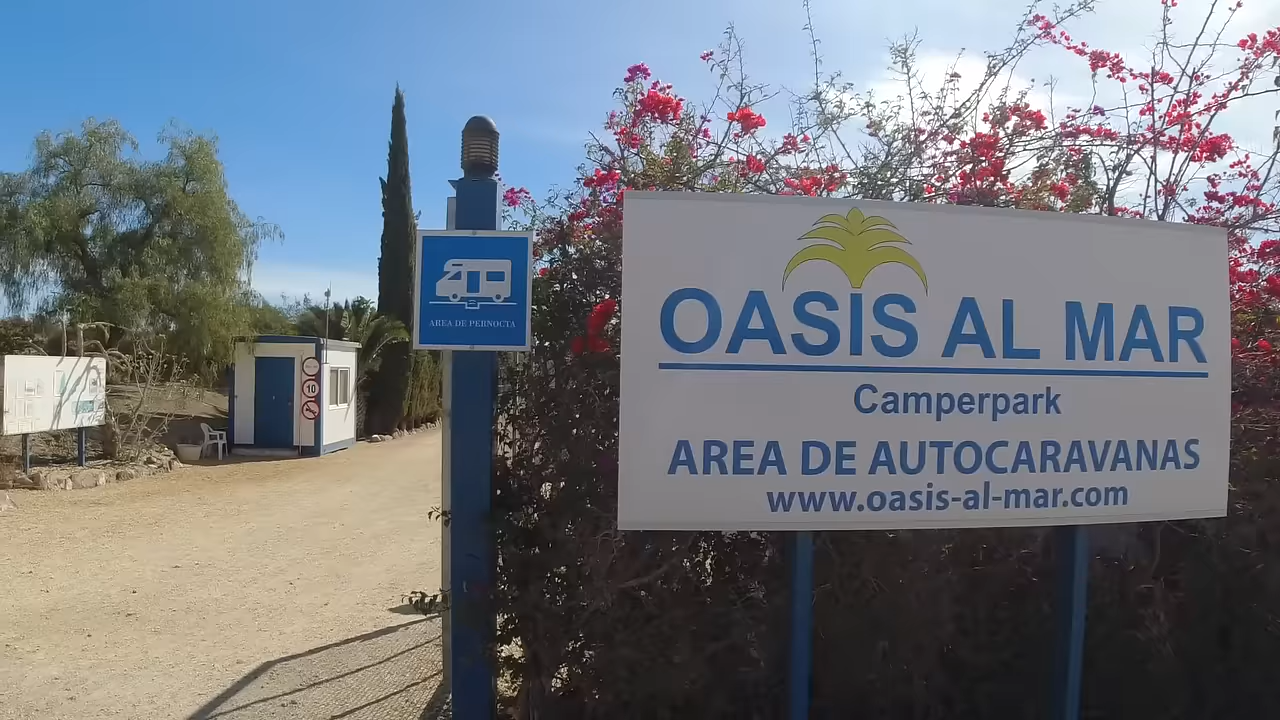 AREA DE PERNOCTA
10
OASIS AL MAR
Camperpark
AREA DE AUTOCARAVANAS
www.oasis-al-mar.com